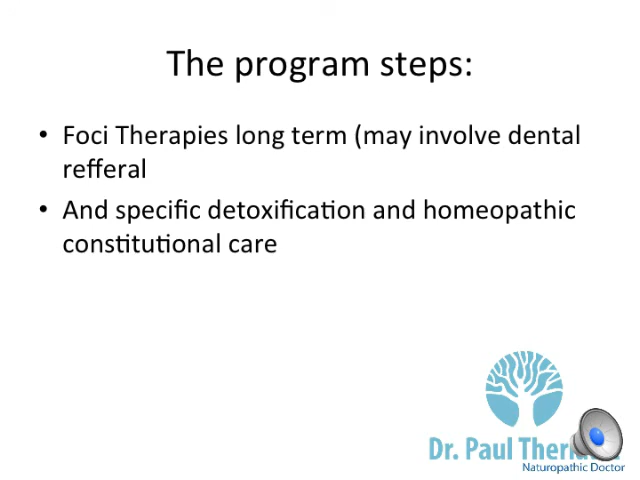 The program steps:
• Foci Therapies long term (may involve dental
refferal
• And specific detoxification and homeopathic
constitutional care
Dr. Paul
Naturopathic Doctor